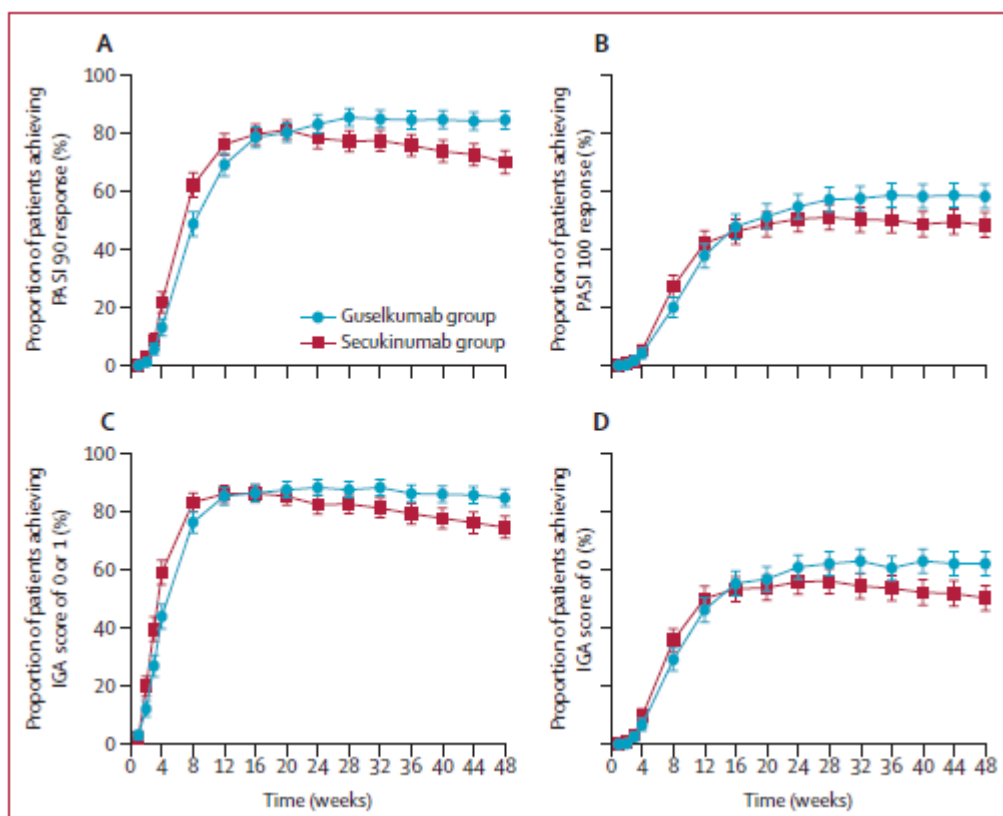 A
Proportion of patients achieving
PASI 90 response (%)
100
80
60
40
20
0
Guselkumab group
Secukinumab group
B
Proportion of patients achieving
PASI 100 response (%)
C
Proportion of patients achieving
IGA score of 0 or 1 (%)
100
80
60
40
20
0
0 4 8 12 16 20 24 28 32 36 40 44 48
Time (weeks)
D
Proportion of patients achieving
IGA score of 0 (%)
0 4 8 12 16 20 24 28 32 36 40 44 48
Time (weeks)